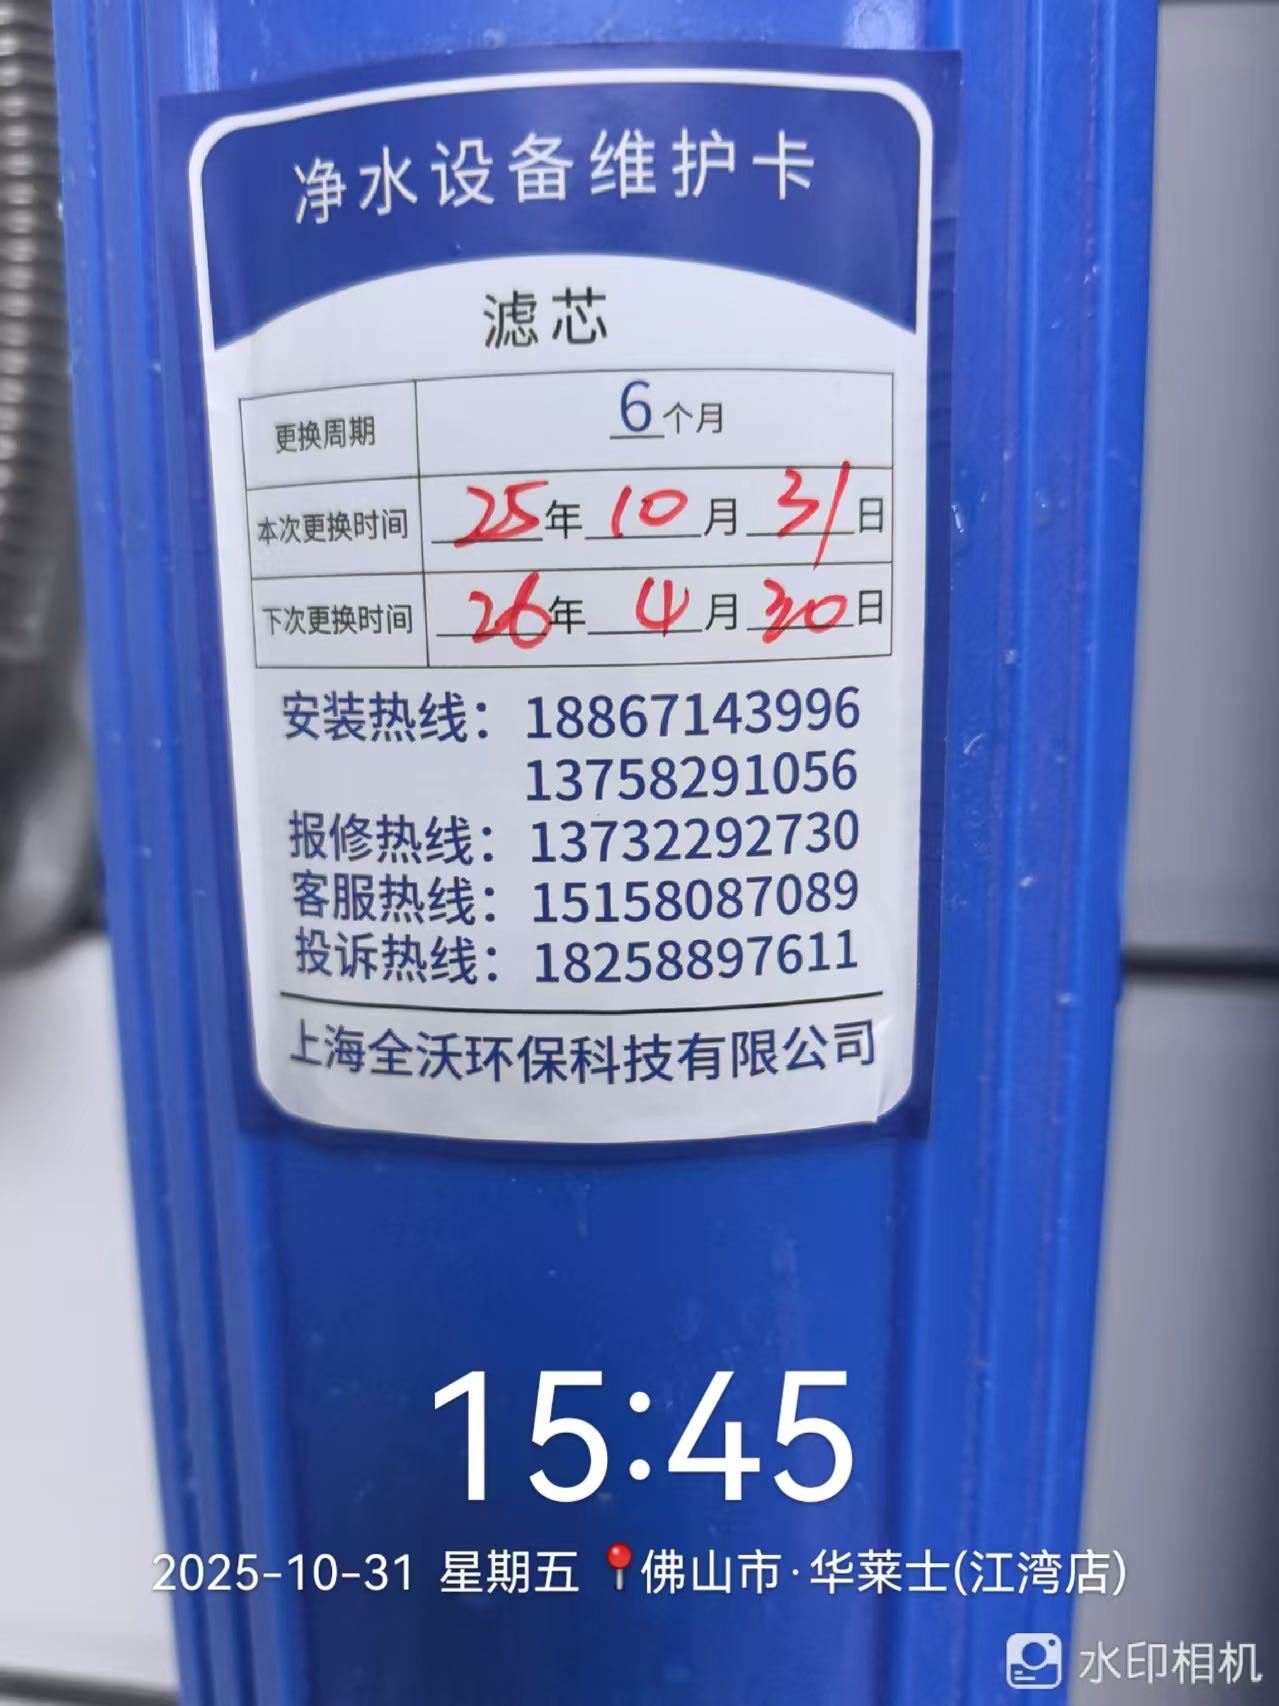 净水设备维护卡
滤芯
更换周期 6个月
本次更换时间 25年10月31日
下次更换时间 26年4月30日
安装热线：18867143996
13758291056
报修热线：13732292730
客服热线：15158087089
投诉热线：18258897611
上海全沃环保科技有限公司
15:45
2025-10-31 星期五 📍佛山市·华莱士(江湾店)
水印相机